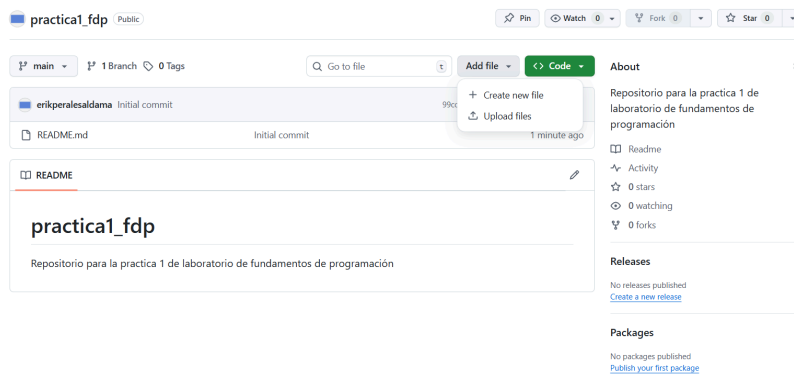 practica1_fdp Public
Pin Watch 0 Fork 0 Star 0
main 1 Branch 0 Tags Go to file t Add file Code
Create new file
Upload files
erikperalesaldama Initial commit
README.md Initial commit 1 minute ago
README
practica1_fdp
Repositorio para la practica 1 de laboratorio de fundamentos de programación
About
Repositorio para la practica 1 de
laboratorio de fundamentos de
programación
Readme
Activity
0 stars
0 watching
0 forks
Releases
No releases published
Create a new release
Packages
No packages published
Publish your first package